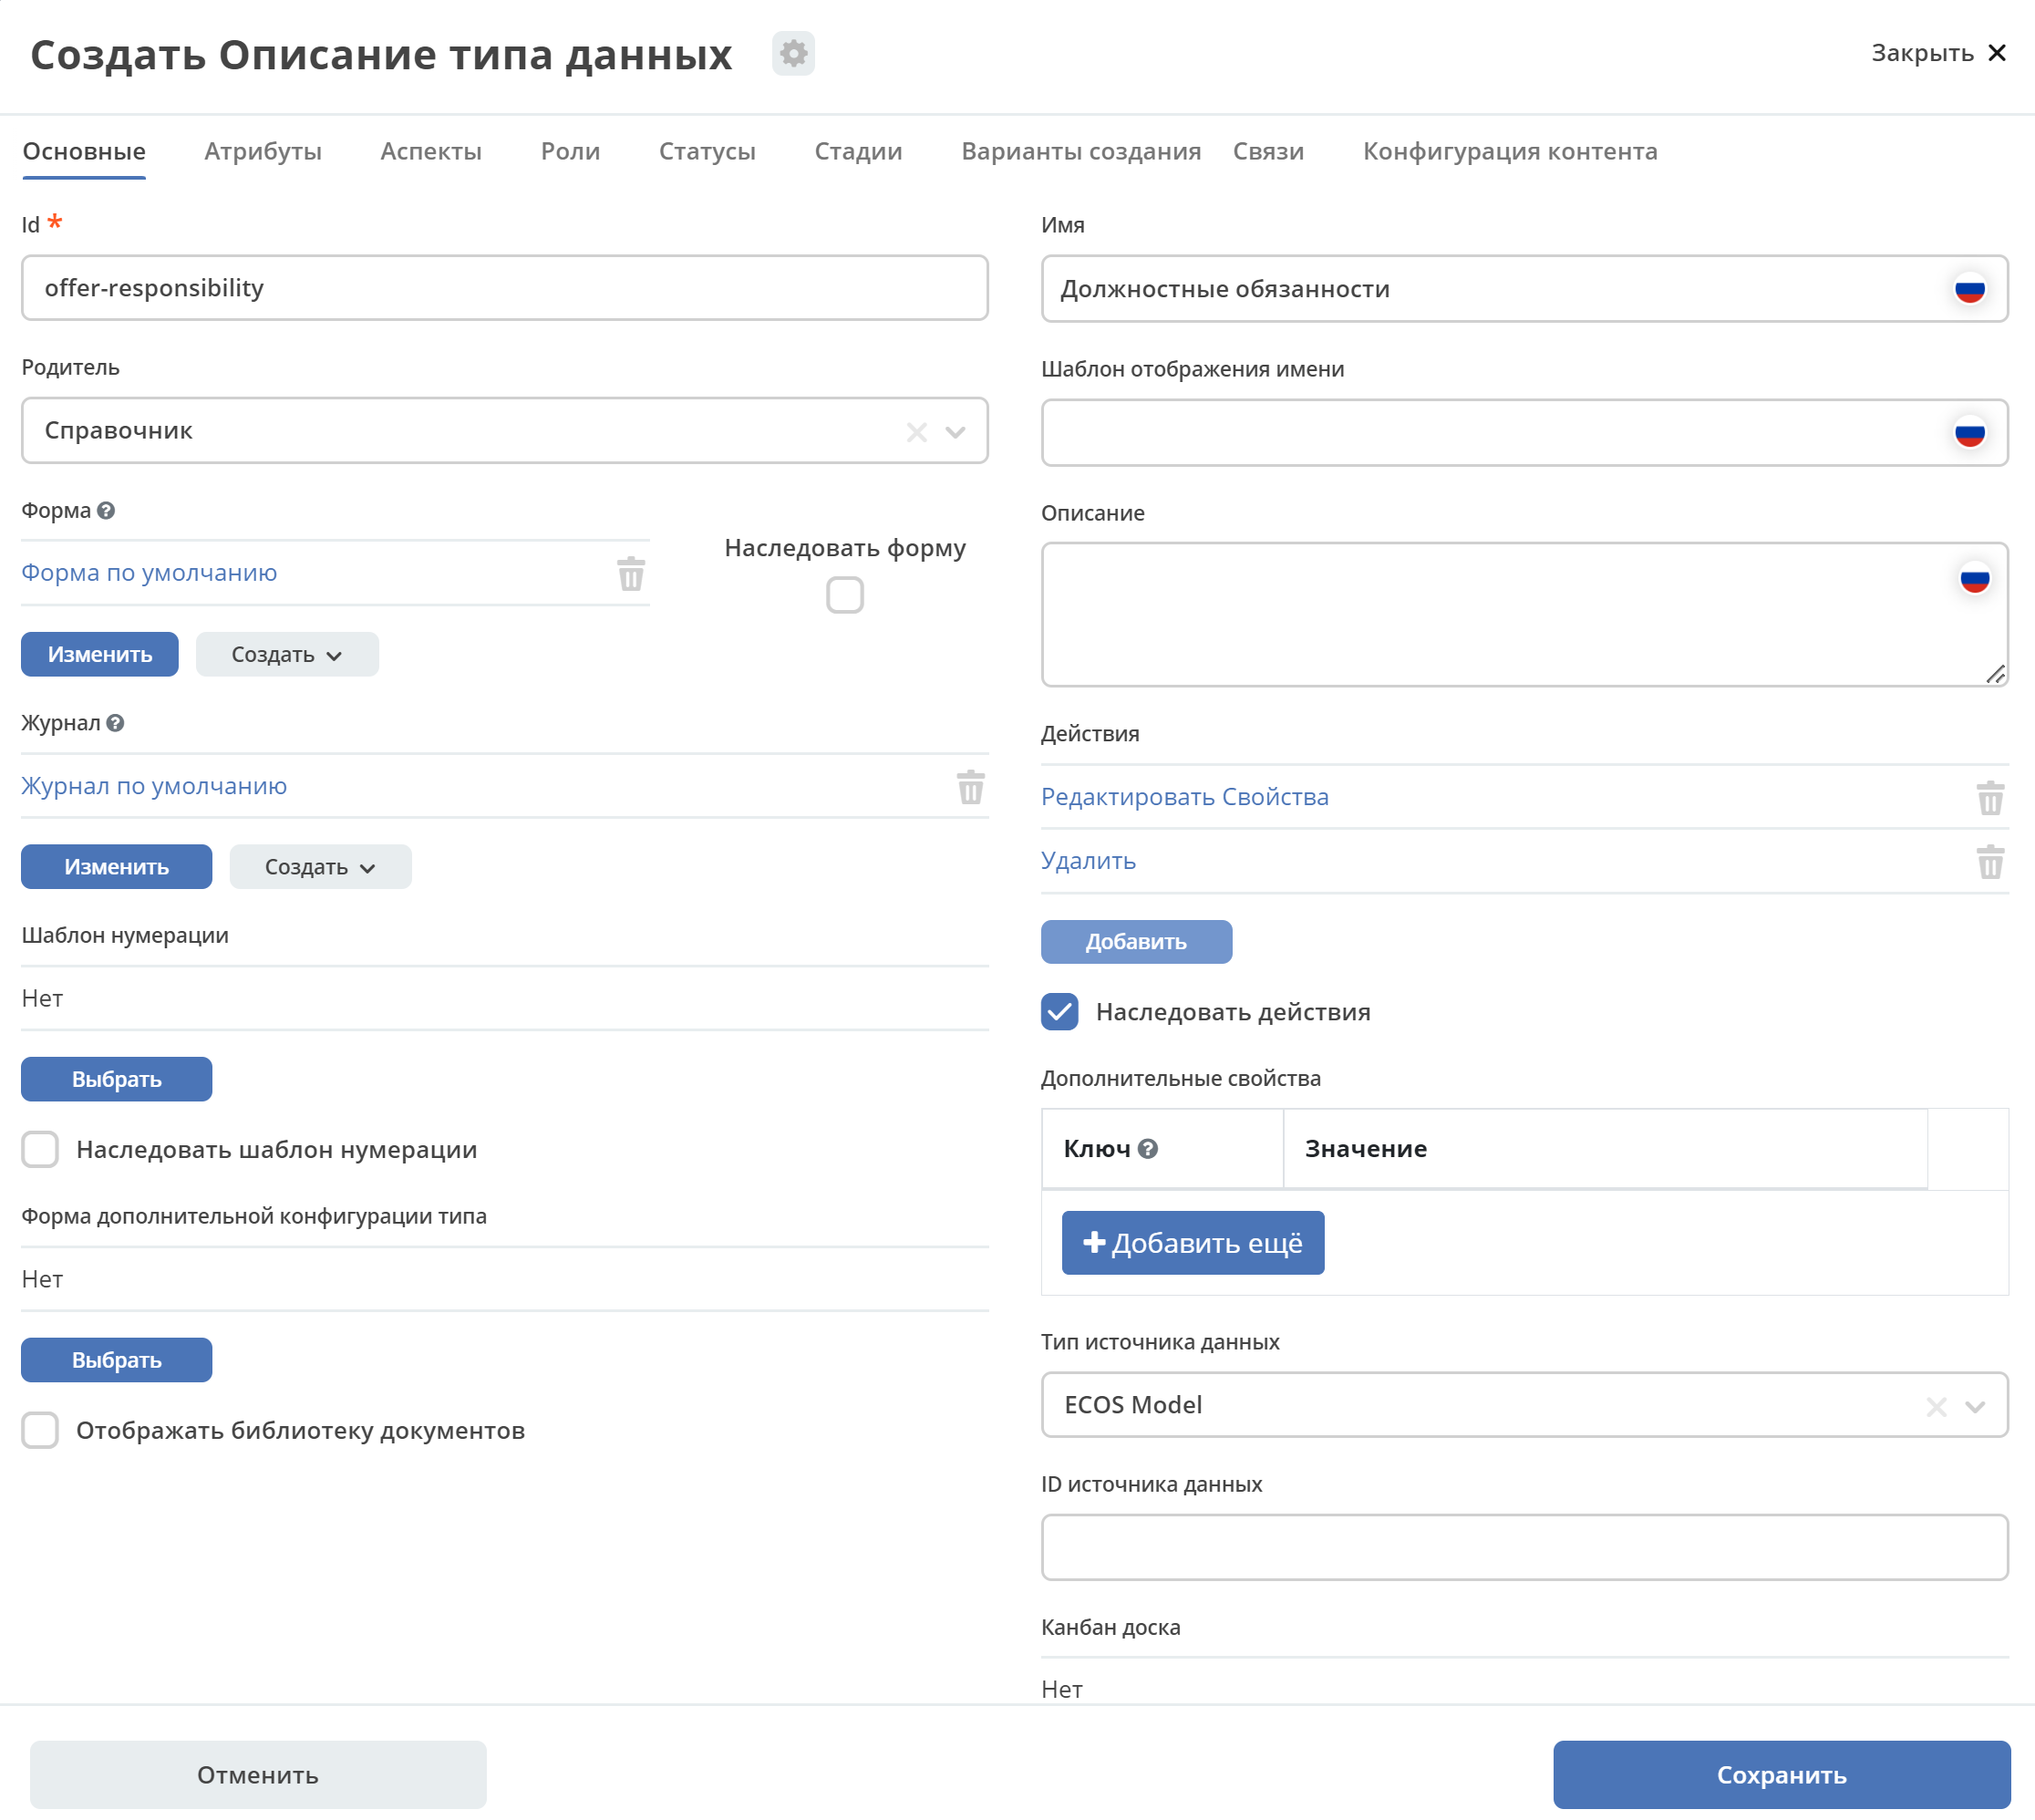 Создать Описание типа данных
Закрыть
Основные Атрибуты Аспекты Роли Статусы Стадии Варианты создания Связи Конфигурация контента
Id *
offer-responsibility
Родитель
Справочник
Форма
Форма по умолчанию
Наследовать форму
Изменить Создать
Журнал
Журнал по умолчанию
Изменить Создать
Шаблон нумерации
Нет
Выбрать
Наследовать шаблон нумерации
Форма дополнительной конфигурации типа
Нет
Выбрать
Отображать библиотеку документов
Имя
Должностные обязанности
Шаблон отображения имени
Описание
Действия
Редактировать Свойства
Удалить
Добавить
Наследовать действия
Дополнительные свойства
Ключ Значение
Добавить ещё
Тип источника данных
ECOS Model
ID источника данных
Канбан доска
Нет
Отменить Сохранить